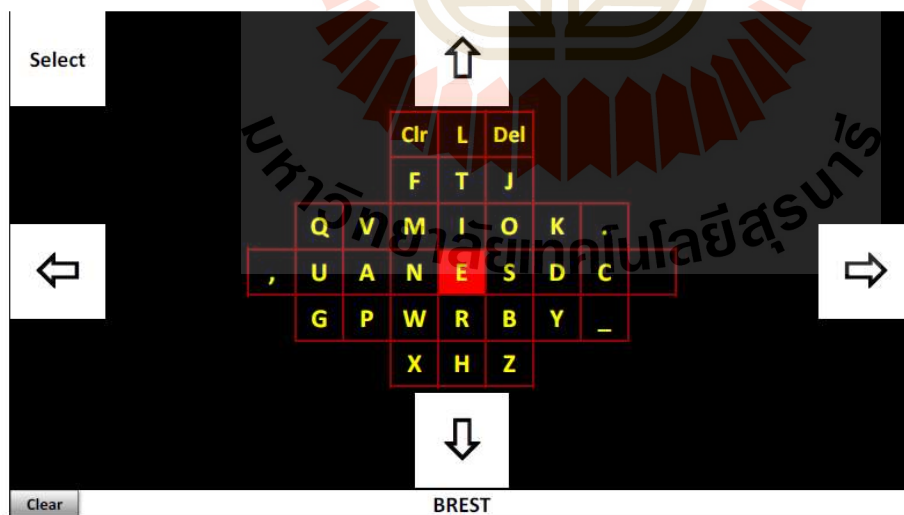 Select
Clr L Del
F T J
Q V M I O K .
, U A N E S D C
G P W R B Y _
X H Z
Clear BREST
มหาวิทยาลัยเทคโนโลยีสุรนารี